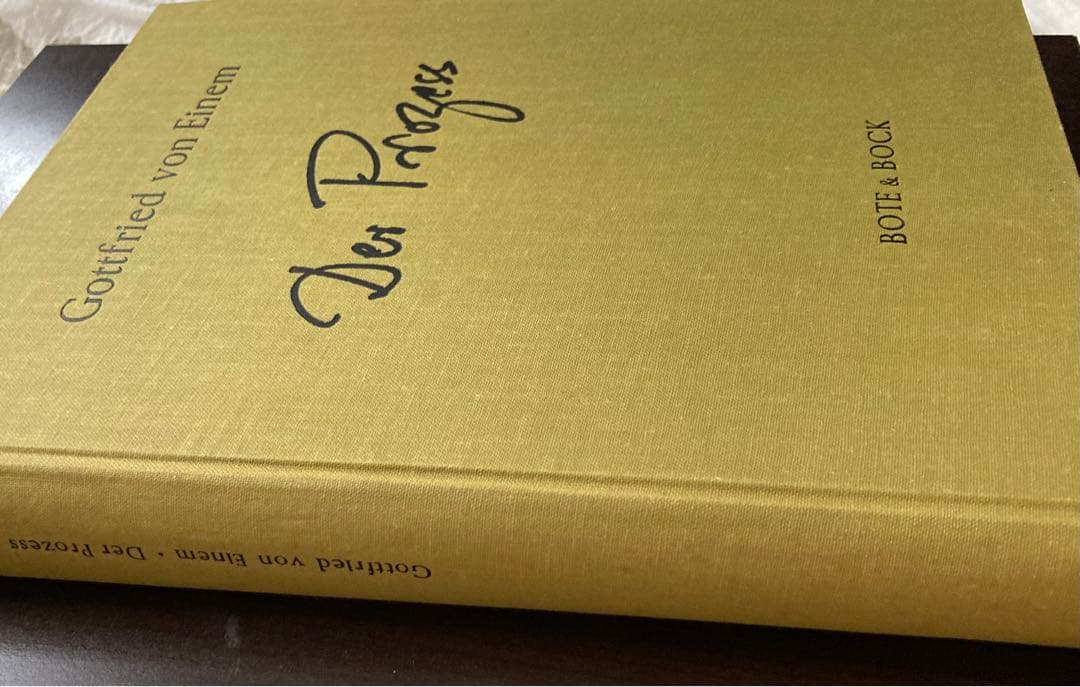 Gottfried von Einem
Der Prozess
BOTE & BOCK
Gottfried von Einem · Der Prozess